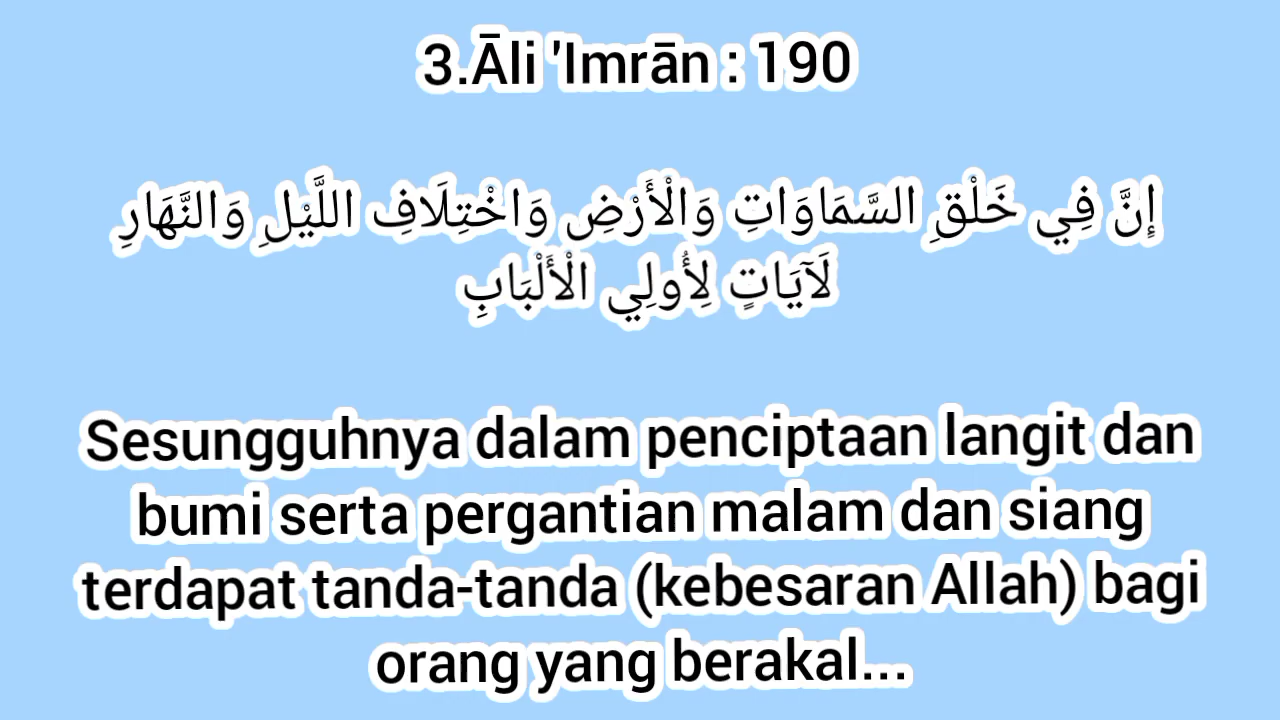 3.Āli 'Imrān : 190
إِنَّ فِي خَلْقِ السَّمَاوَاتِ وَالْأَرْضِ وَاخْتِلَافِ اللَّيْلِ وَالنَّهَارِ
لَآيَاتٍ لِأُولِي الْأَلْبَابِ
Sesungguhnya dalam penciptaan langit dan
bumi serta pergantian malam dan siang
terdapat tanda-tanda (kebesaran Allah) bagi
orang yang berakal...